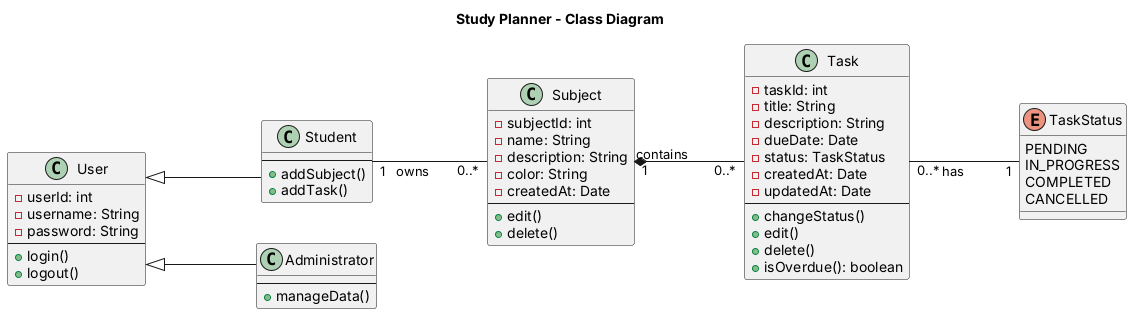 Study Planner - Class Diagram
C User
userId: int
username: String
password: String
login()
logout()
C Student
addSubject()
addTask()
C Administrator
manageData()
1 owns 0..*
C Subject
subjectId: int
name: String
description: String
color: String
createdAt: Date
edit()
delete()
contains
1 0..*
C Task
taskId: int
title: String
description: String
dueDate: Date
status: TaskStatus
createdAt: Date
updatedAt: Date
changeStatus()
edit()
delete()
isOverdue(): boolean
0..* has 1
E TaskStatus
PENDING
IN_PROGRESS
COMPLETED
CANCELLED